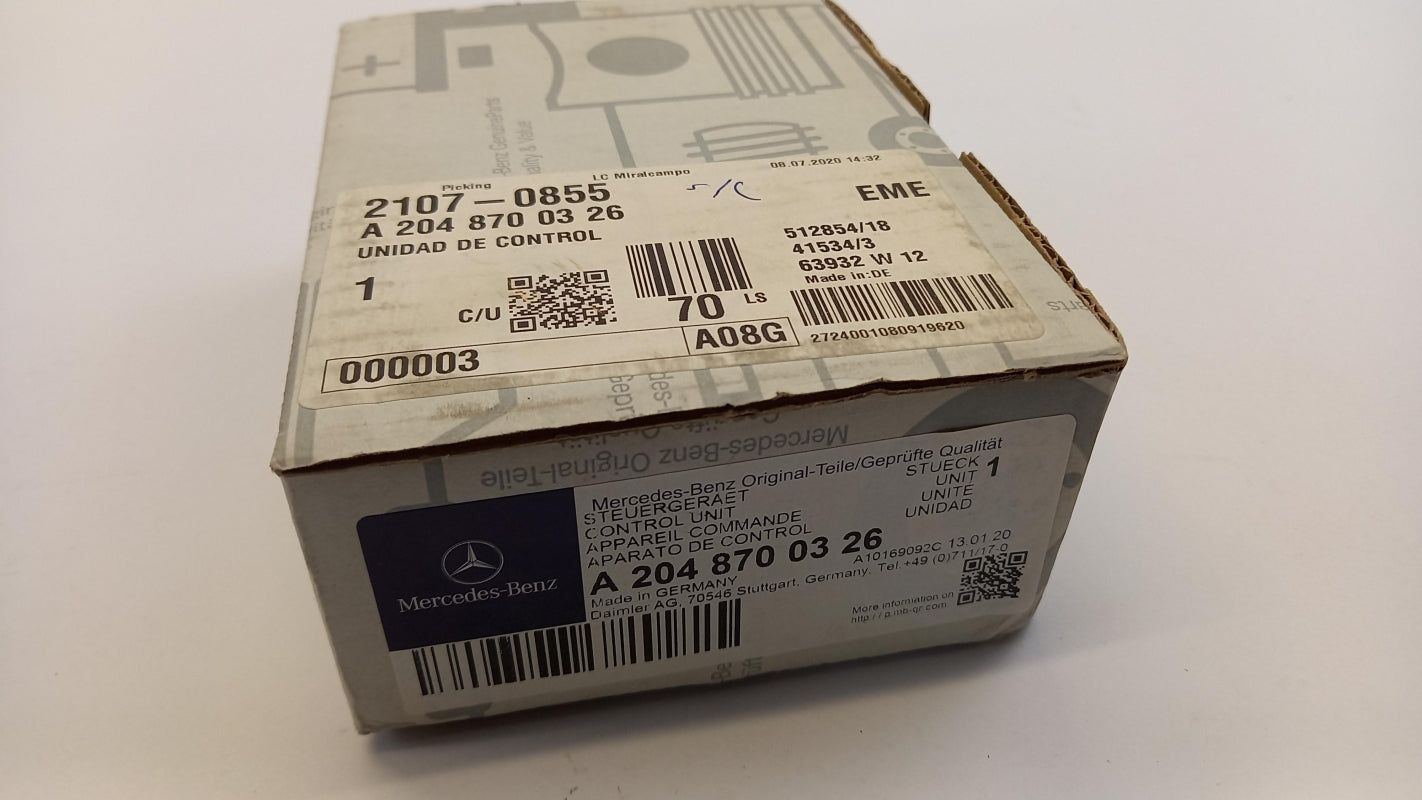 -Benz GenuineParts
ality & Value
Picking
LC Miralcampo
08.07.2020 14:32
2107-0855
EME
A 204 870 03 26
UNIDAD DE CONTROL
512854/18
41534/3
63932 W 12
Made in:DE
1
C/U
70 LS
2724001080919620
000003
A08G
Mercedes-Benz Original-Teile
Mercedes-Benz Original-Teile/Geprüfte Qualität
STEUERGERAET
CONTROL UNIT
APPAREIL COMMANDE
APARATO DE CONTROL
STUECK 1
UNIT
UNITE
UNIDAD
A 204 870 03 26
A10169092C 13.01.20
Made in GERMANY
Daimler AG, 70546 Stuttgart, Germany, Tel.+49 (0)711/17-0
More information on
http://p.mb-qr.com
Mercedes-Benz